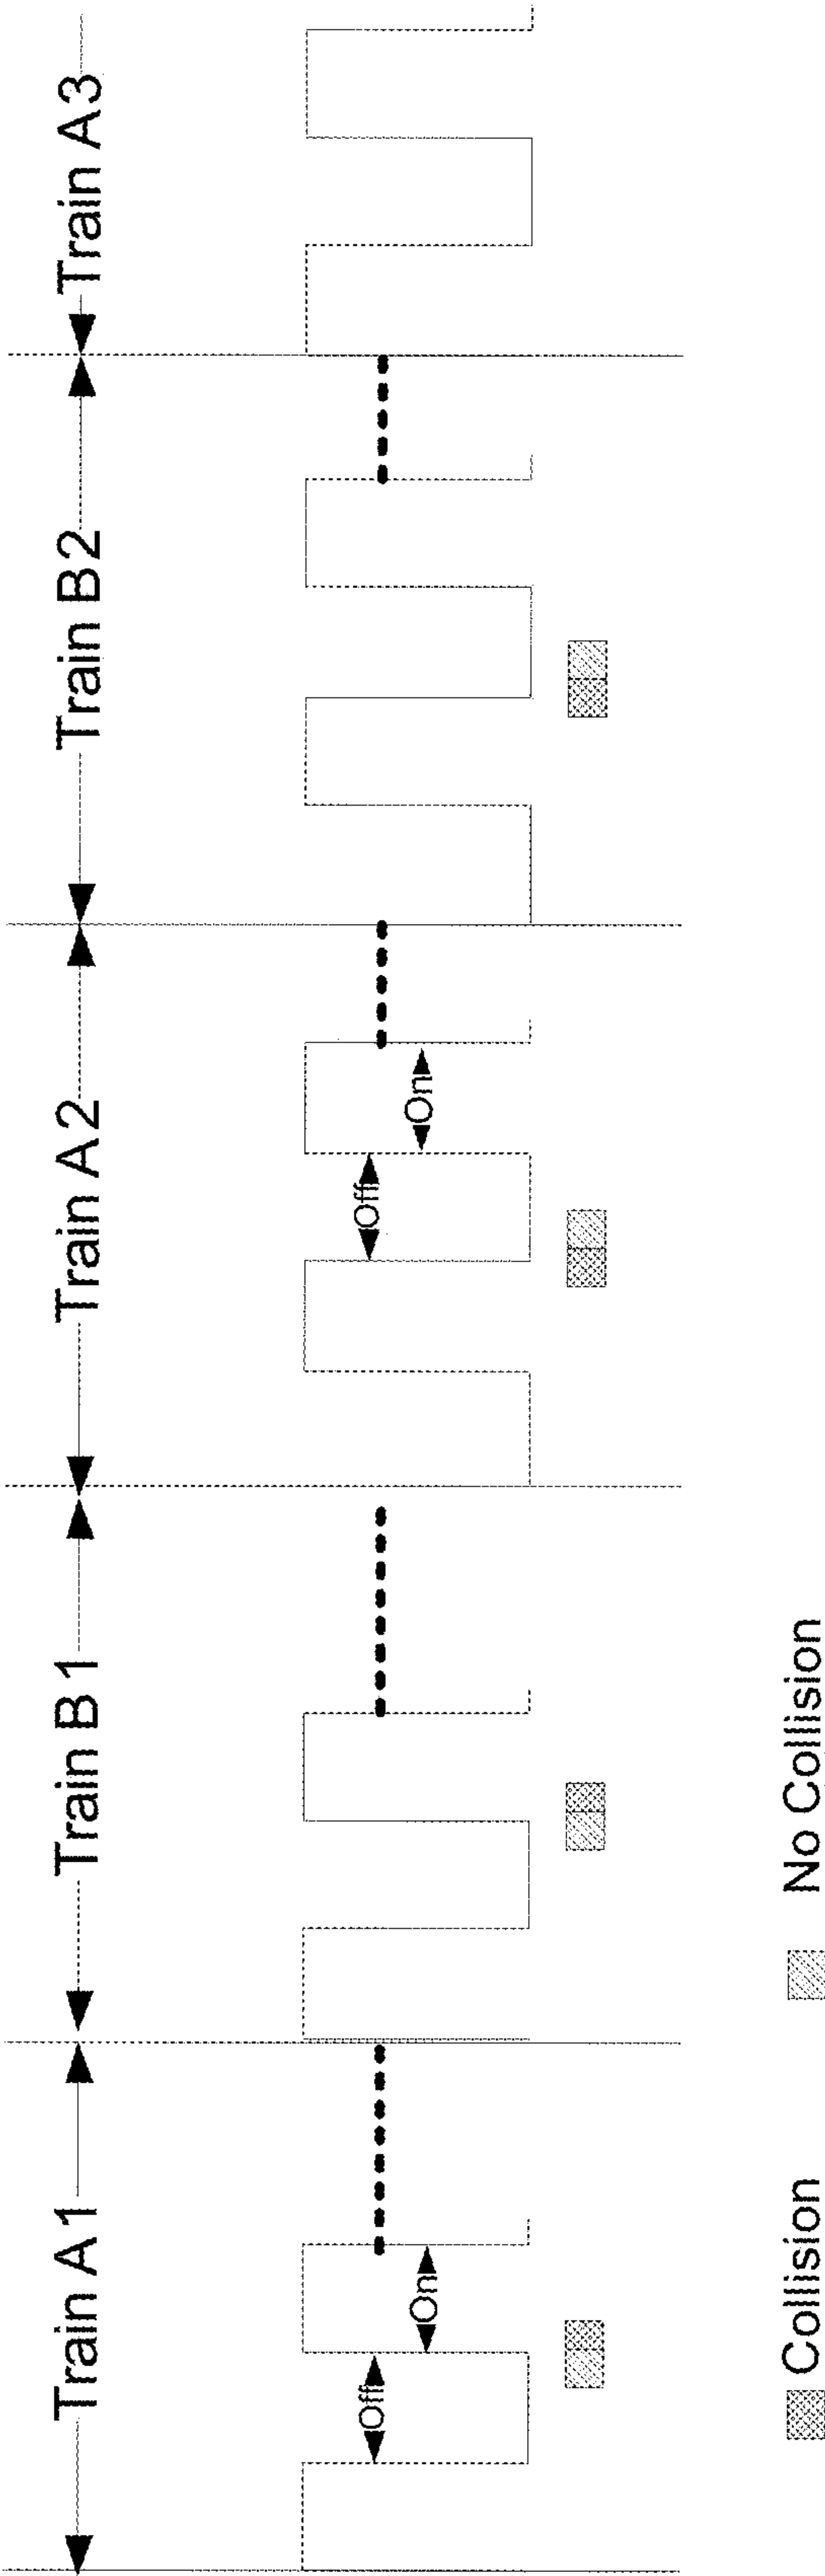 Train A1
Train B1
Train A2
Train B2
Train A3
Off
On
Off
On
Collision
No Collision